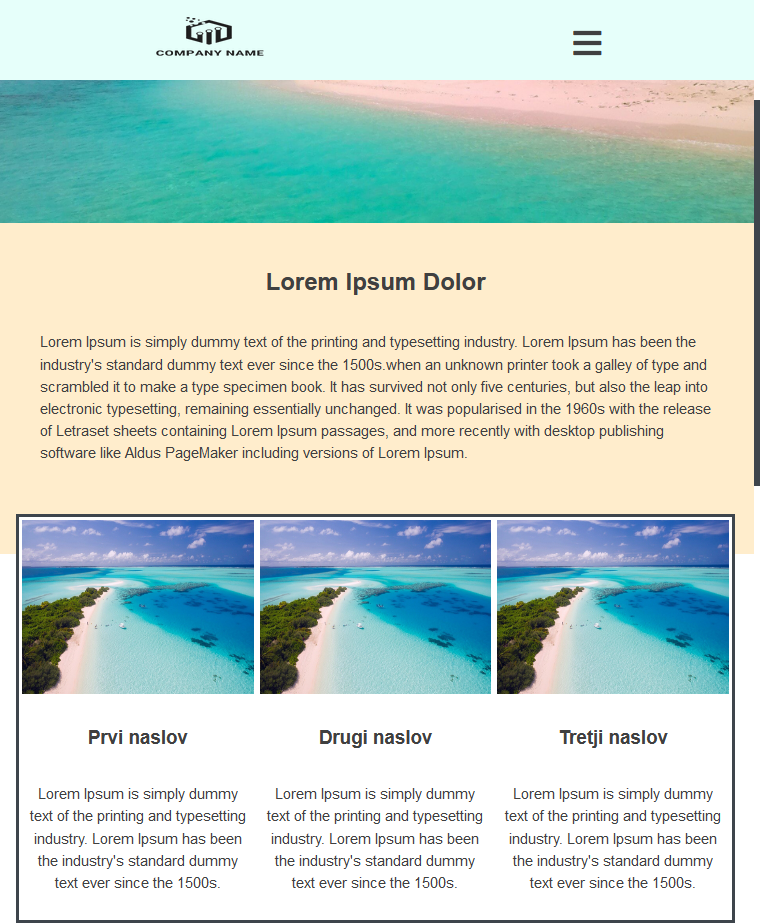 COMPANY NAME
Lorem Ipsum Dolor
Lorem Ipsum is simply dummy text of the printing and typesetting industry. Lorem Ipsum has been the
industry's standard dummy text ever since the 1500s.when an unknown printer took a galley of type and
scrambled it to make a type specimen book. It has survived not only five centuries, but also the leap into
electronic typesetting, remaining essentially unchanged. It was popularised in the 1960s with the release
of Letraset sheets containing Lorem Ipsum passages, and more recently with desktop publishing
software like Aldus PageMaker including versions of Lorem Ipsum.
Prvi naslov
Lorem Ipsum is simply dummy
text of the printing and typesetting
industry. Lorem Ipsum has been
the industry's standard dummy
text ever since the 1500s.
Drugi naslov
Lorem Ipsum is simply dummy
text of the printing and typesetting
industry. Lorem Ipsum has been
the industry's standard dummy
text ever since the 1500s.
Tretji naslov
Lorem Ipsum is simply dummy
text of the printing and typesetting
industry. Lorem Ipsum has been
the industry's standard dummy
text ever since the 1500s.